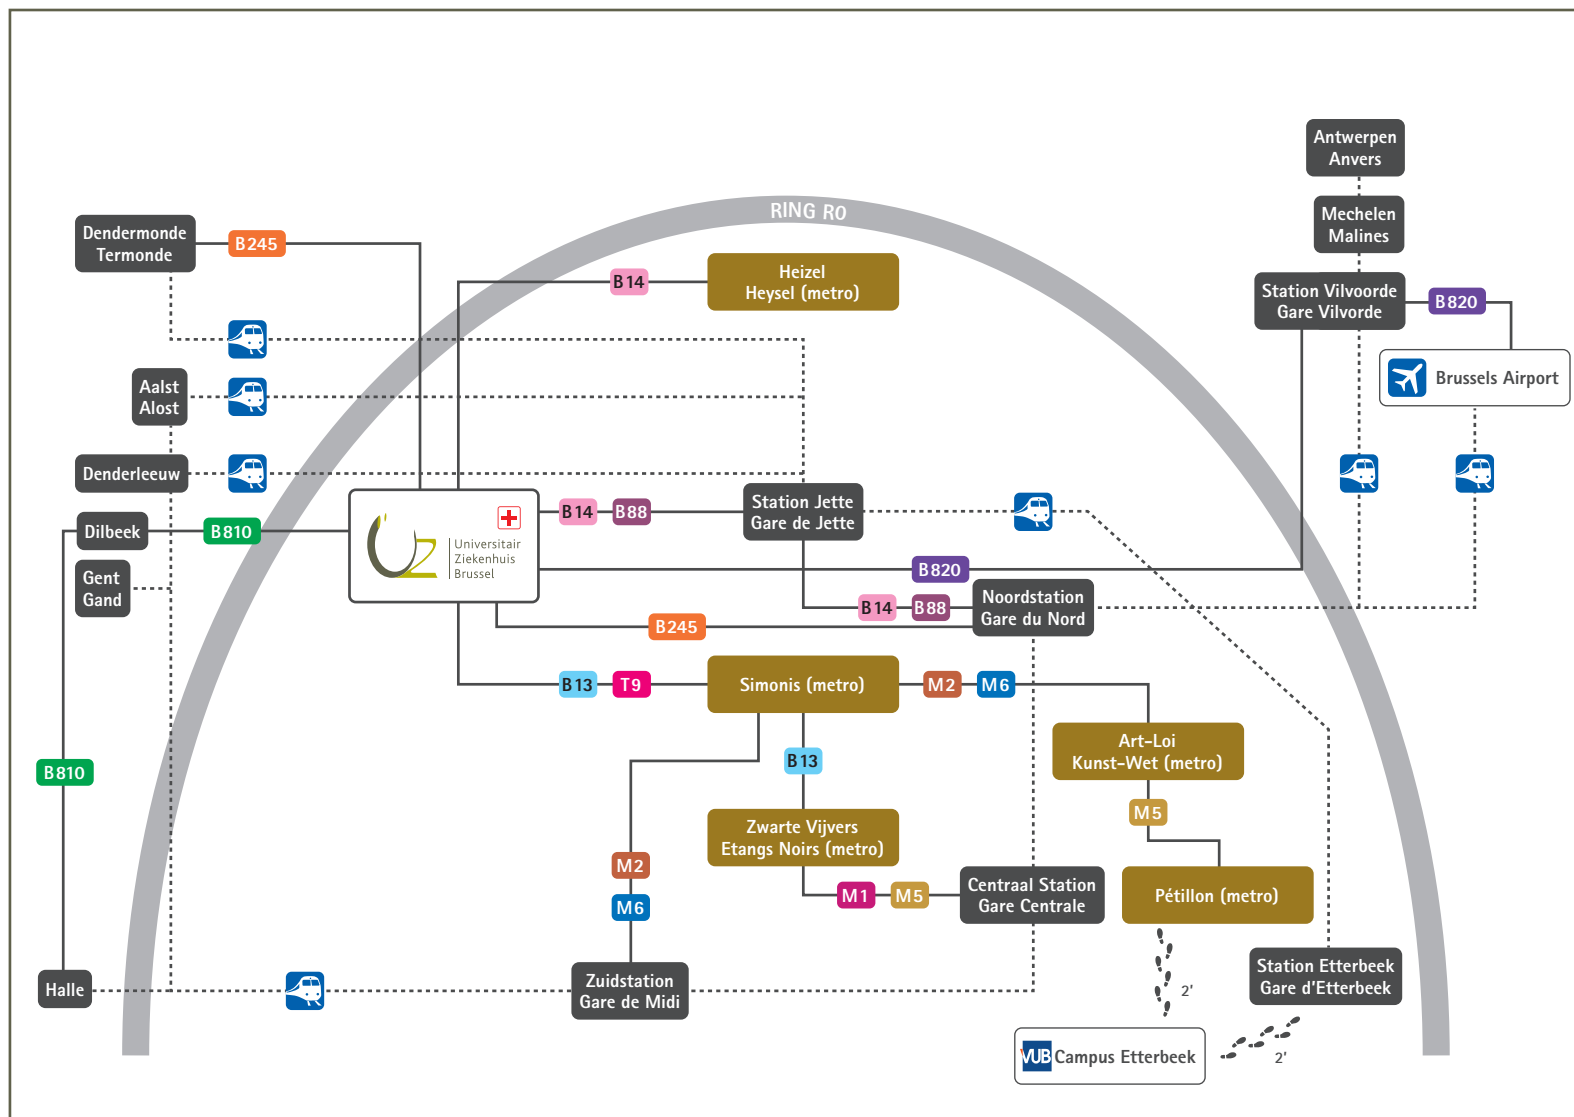 Antwerpen
Anvers
RING R0
Mechelen
Malines
Dendermonde
Termonde
B245
Heizel
Heysel (metro)
B14
Station Vilvoorde
Gare Vilvorde
B820
Brussels Airport
Aalst
Alost
Denderleeuw
Station Jette
Gare de Jette
B14
B88
Dilbeek
B810
UZ
Universitair
Ziekenhuis
Brussel
B820
Gent
Gand
Noordstation
Gare du Nord
B14
B88
B245
B13
T9
Simonis (metro)
M2
M6
Art-Loi
Kunst-Wet (metro)
B13
B810
M5
Zwarte Vijvers
Etangs Noirs (metro)
M2
M6
M1
M5
Centraal Station
Gare Centrale
Pétillon (metro)
Halle
Zuidstation
Gare de Midi
Station Etterbeek
Gare d'Etterbeek
2'
VUB Campus Etterbeek
2'